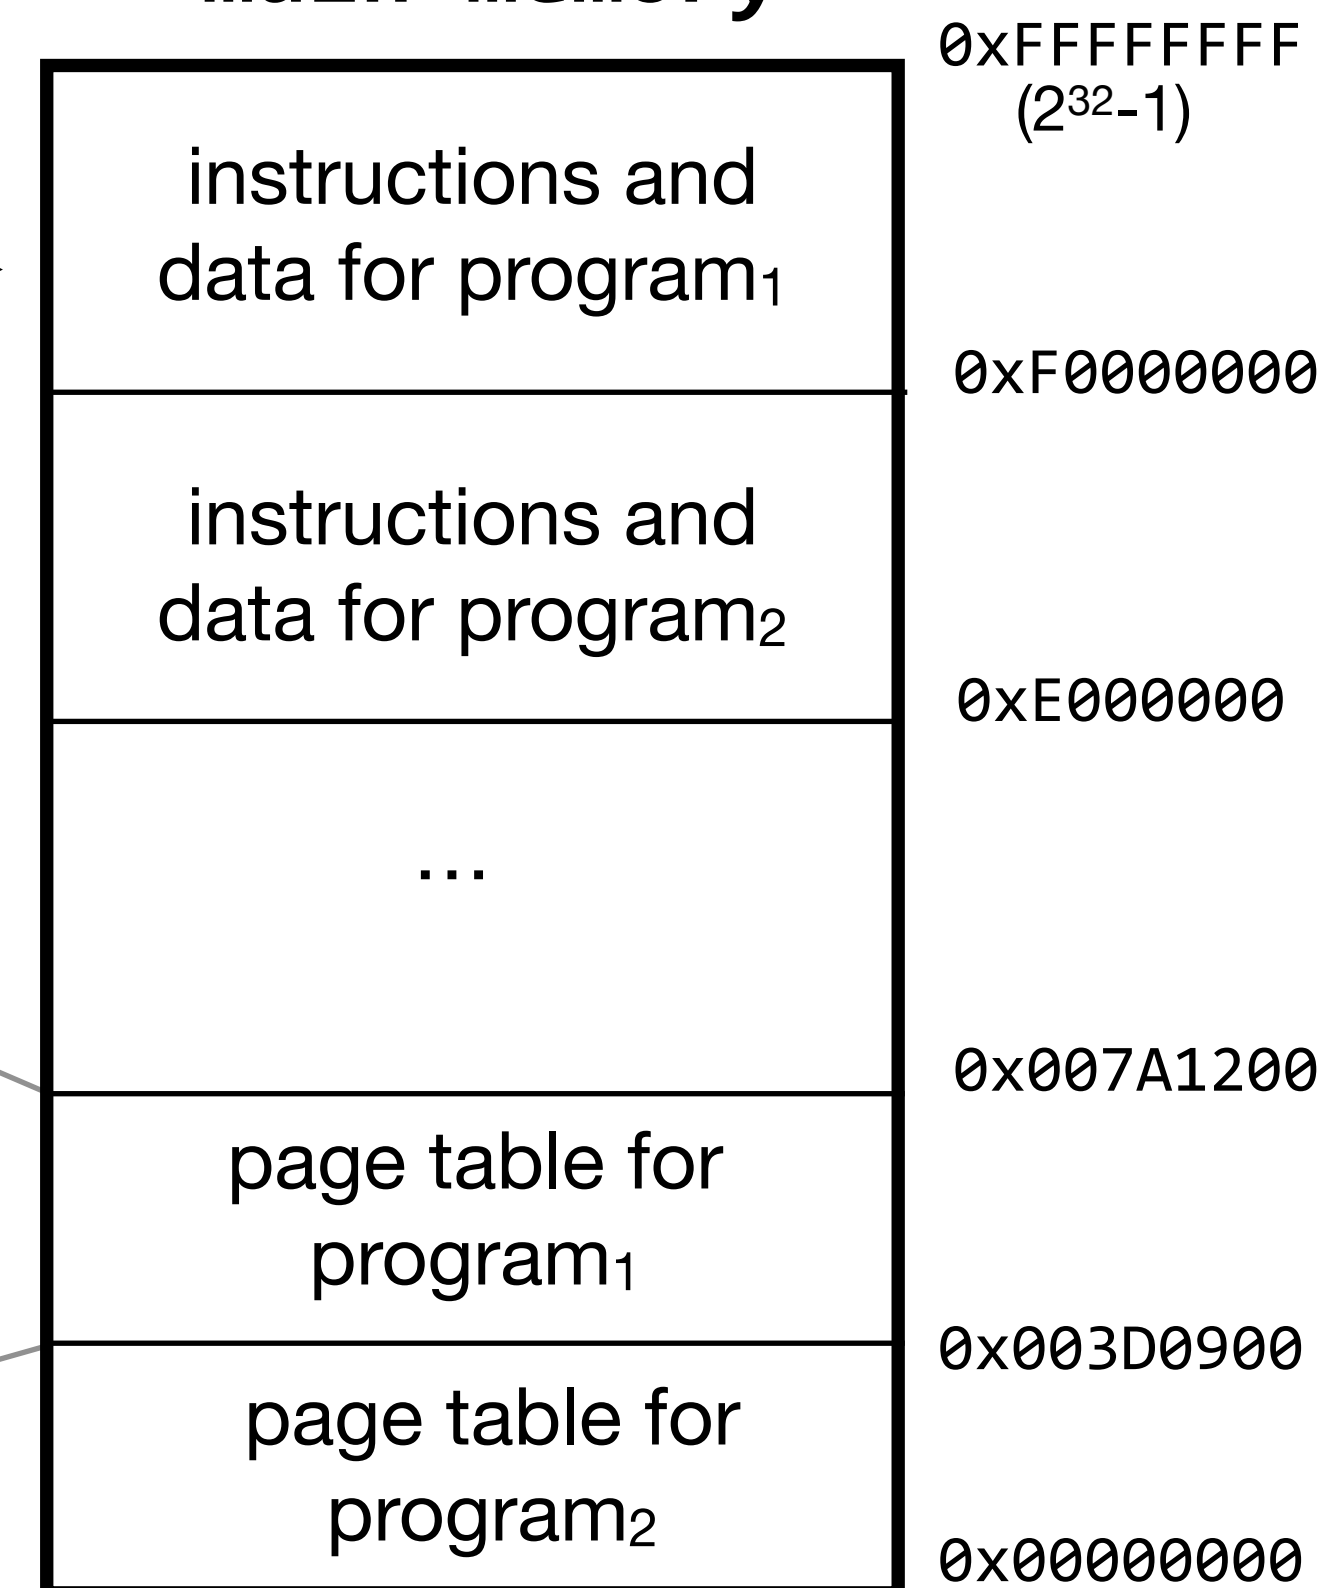 0xFFFFFFFF
(2³²-1)
instructions and
data for program₁
0xF0000000
instructions and
data for program₂
0xE000000
...
0x007A1200
page table for
program₁
0x003D0900
page table for
program₂
0x00000000